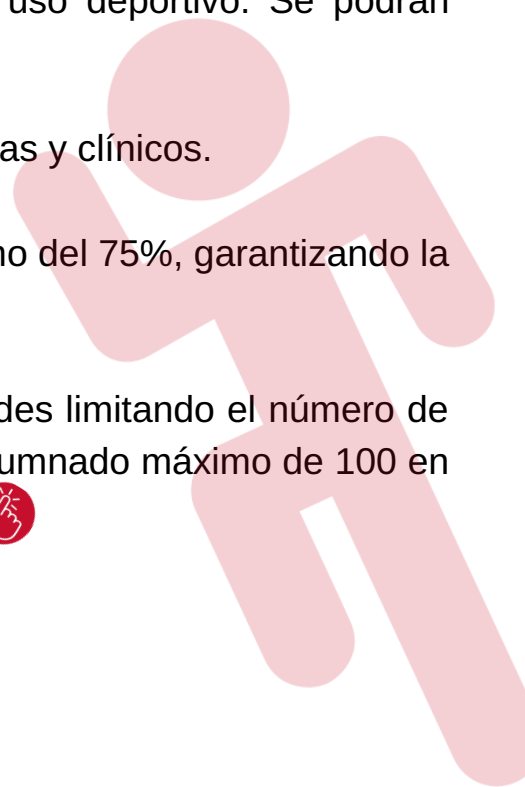 uso deportivo. Se podrán
as y clínicos.
del 75%, garantizando la
des limitando el número de
umnado máximo de 100 en